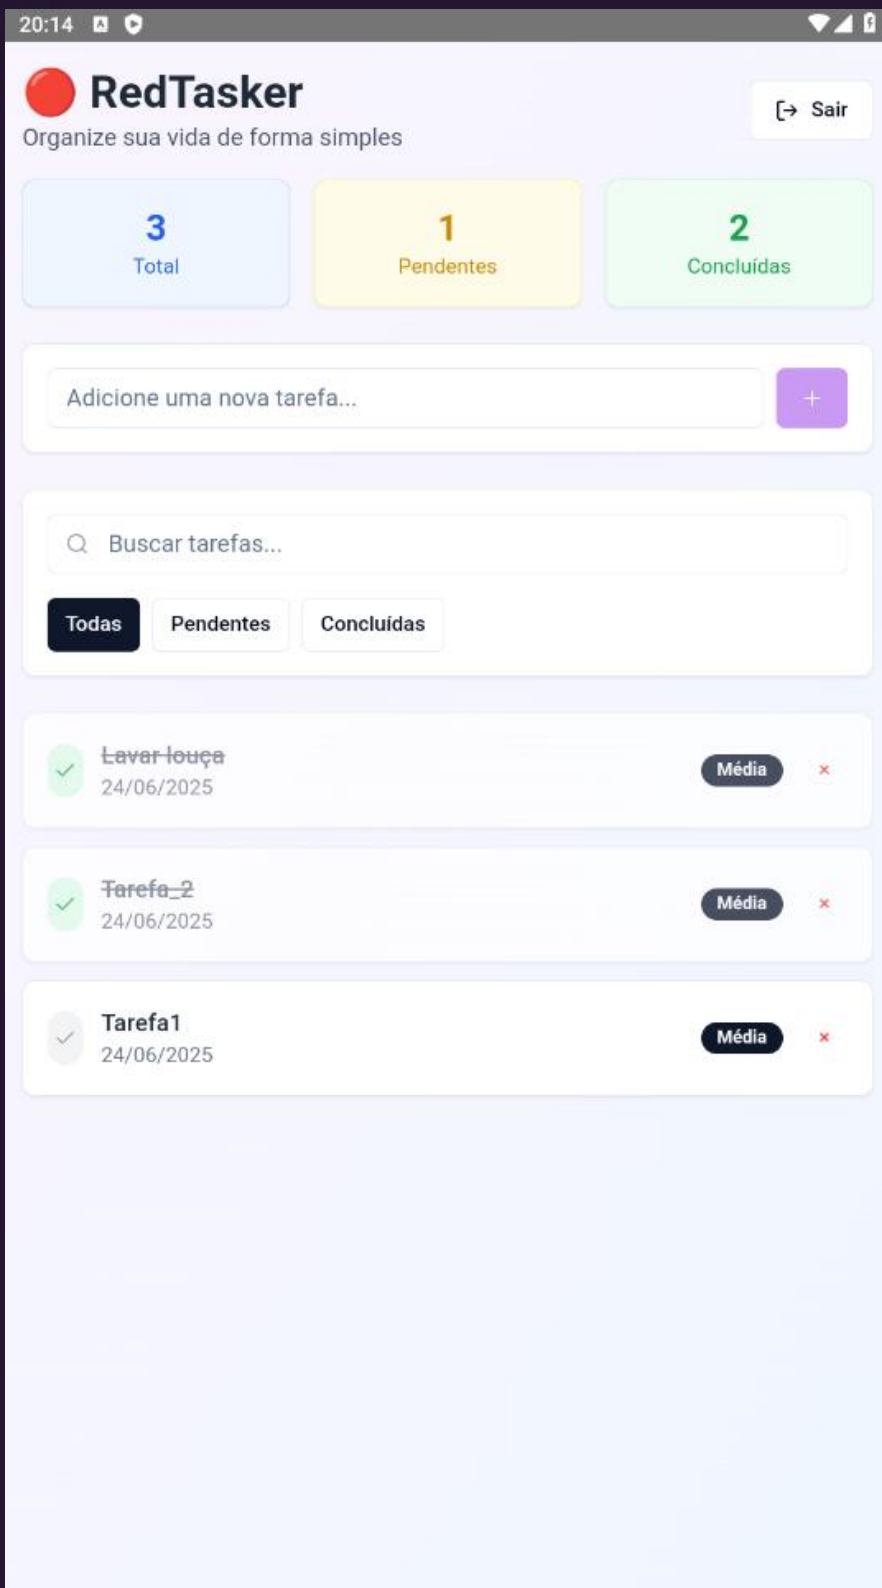 20:14
RedTasker
Organize sua vida de forma simples
Sair
3
Total
1
Pendentes
2
Concluídas
Adicione uma nova tarefa...
+
Buscar tarefas...
Todas
Pendentes
Concluídas
Lavar louça
24/06/2025
Média
Tarefa_2
24/06/2025
Média
Tarefa1
24/06/2025
Média